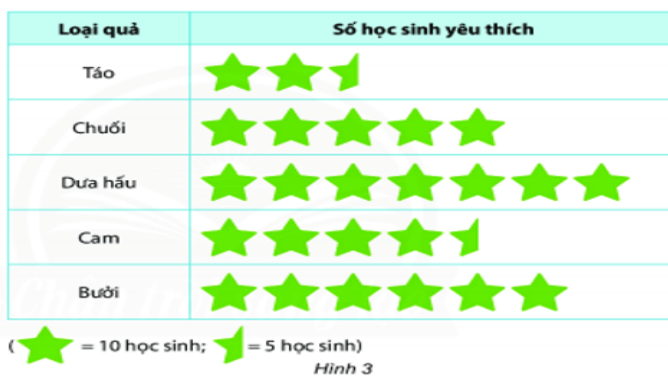 Loại quả Số học sinh yêu thích
Táo
Chuối
Dưa hấu
Cam
Bưởi
( = 10 học sinh; = 5 học sinh)
Hình 3